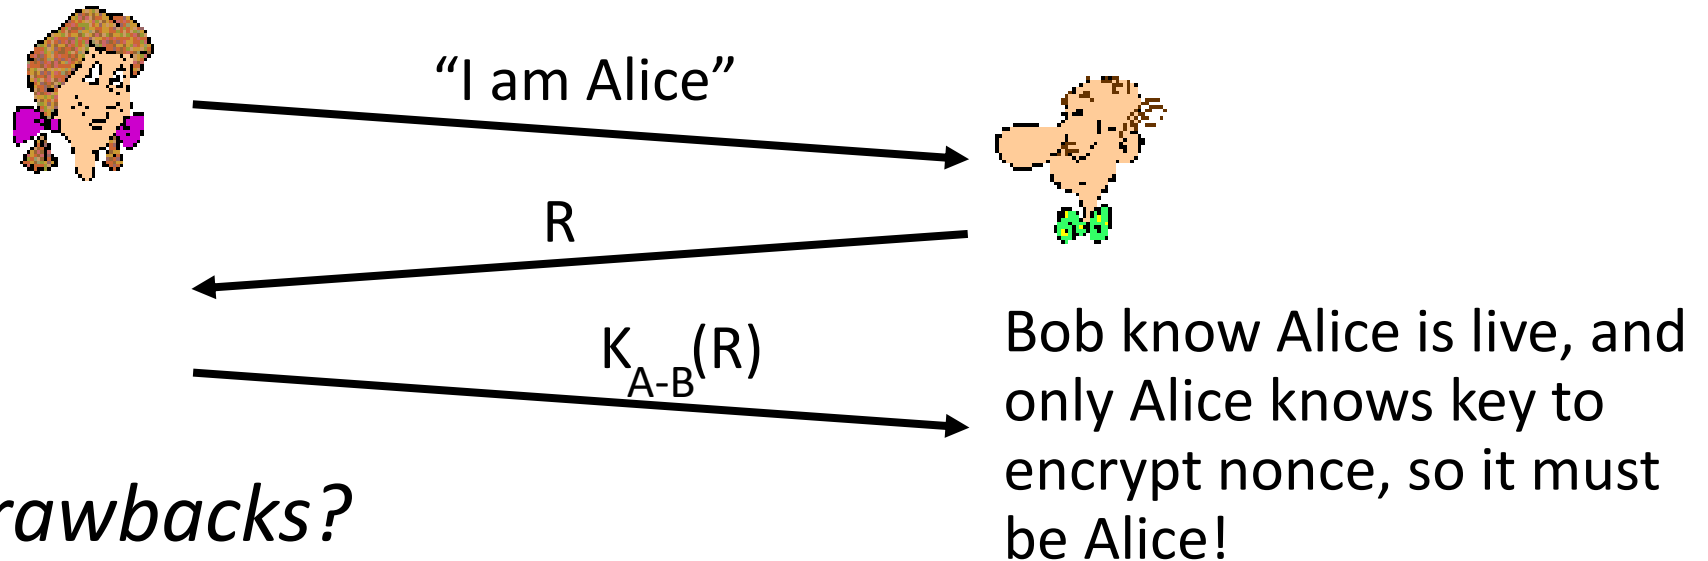 “I am Alice”
R
K_A-B(R)
Bob know Alice is live, and
only Alice knows key to
encrypt nonce, so it must
be Alice!
rawbacks?